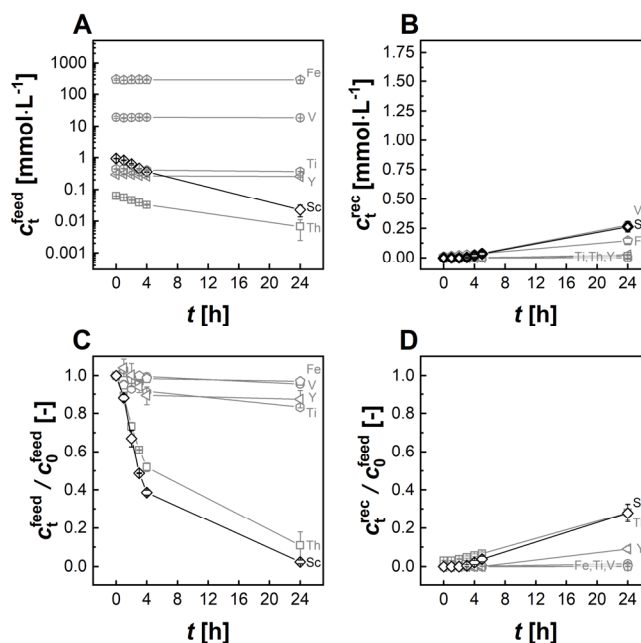 A
c_t^feed [mmol·L⁻¹]
1000
100
10
1
0.1
0.01
0.001
Fe
V
Ti
Y
Sc
Th
0 4 8 12 16 20 24
t [h]
B
c_t^rec [mmol·L⁻¹]
1.75
1.50
1.25
1.00
0.75
0.50
0.25
0.00
V
S
F
Ti,Th,Y
0 4 8 12 16 20 24
t [h]
C
c_t^feed / c_0^feed [-]
1.0
0.8
0.6
0.4
0.2
0.0
Fe
V
Y
Ti
Th
Sc
0 4 8 12 16 20 24
t [h]
D
c_t^rec / c_0^feed [-]
1.0
0.8
0.6
0.4
0.2
0.0
S
T
Y
Fe,Ti,V
0 4 8 12 16 20 24
t [h]